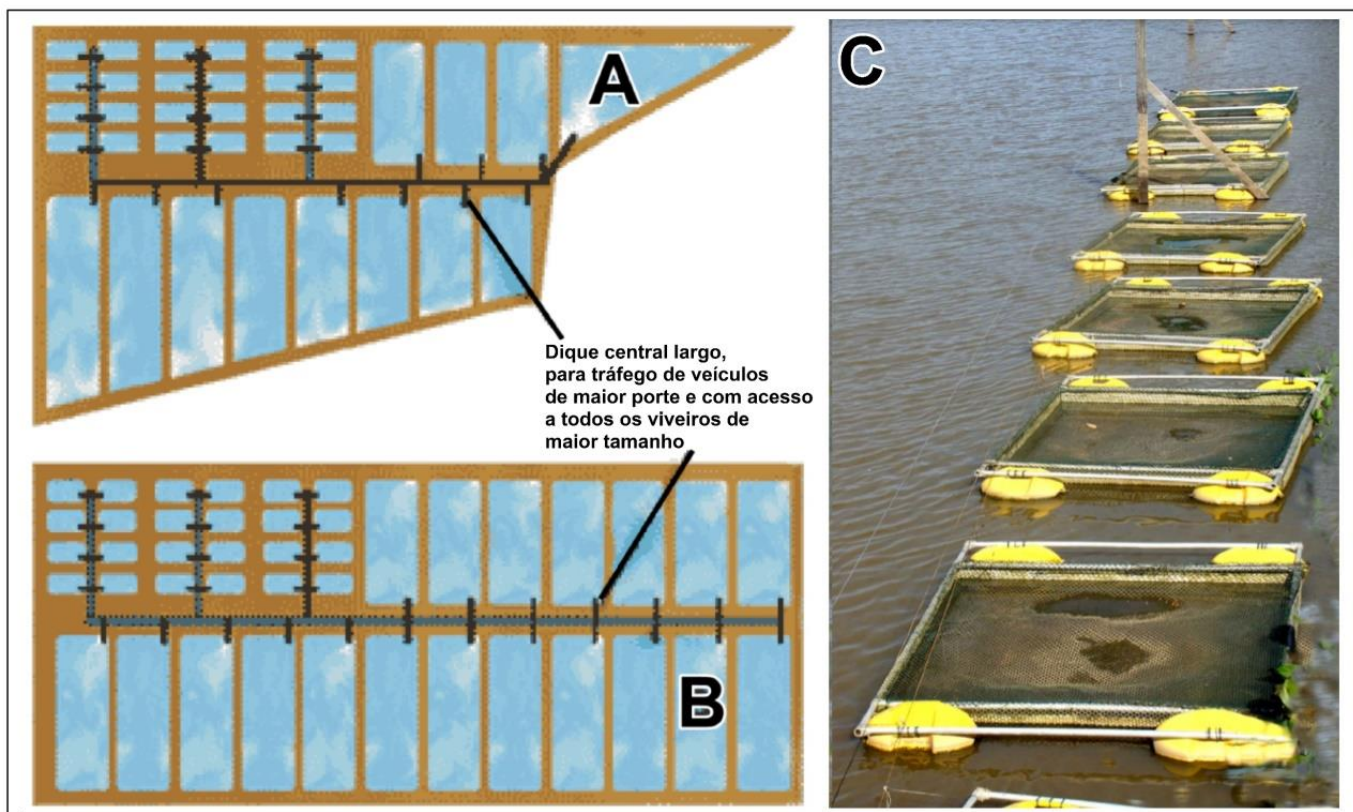 A
C
Dique central largo,
para tráfego de veículos
de maior porte e com acesso
a todos os viveiros de
maior tamanho
B